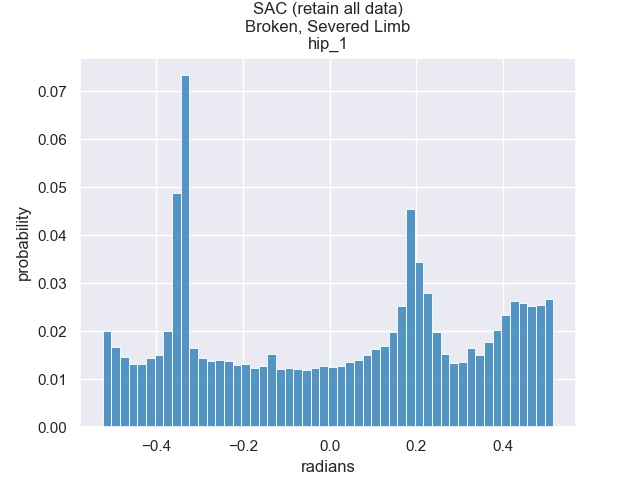 SAC (retain all data)
Broken, Severed Limb
hip_1
0.07
0.06
0.05
0.04
0.03
0.02
0.01
0.00
probability
−0.4
−0.2
0.0
0.2
0.4
radians